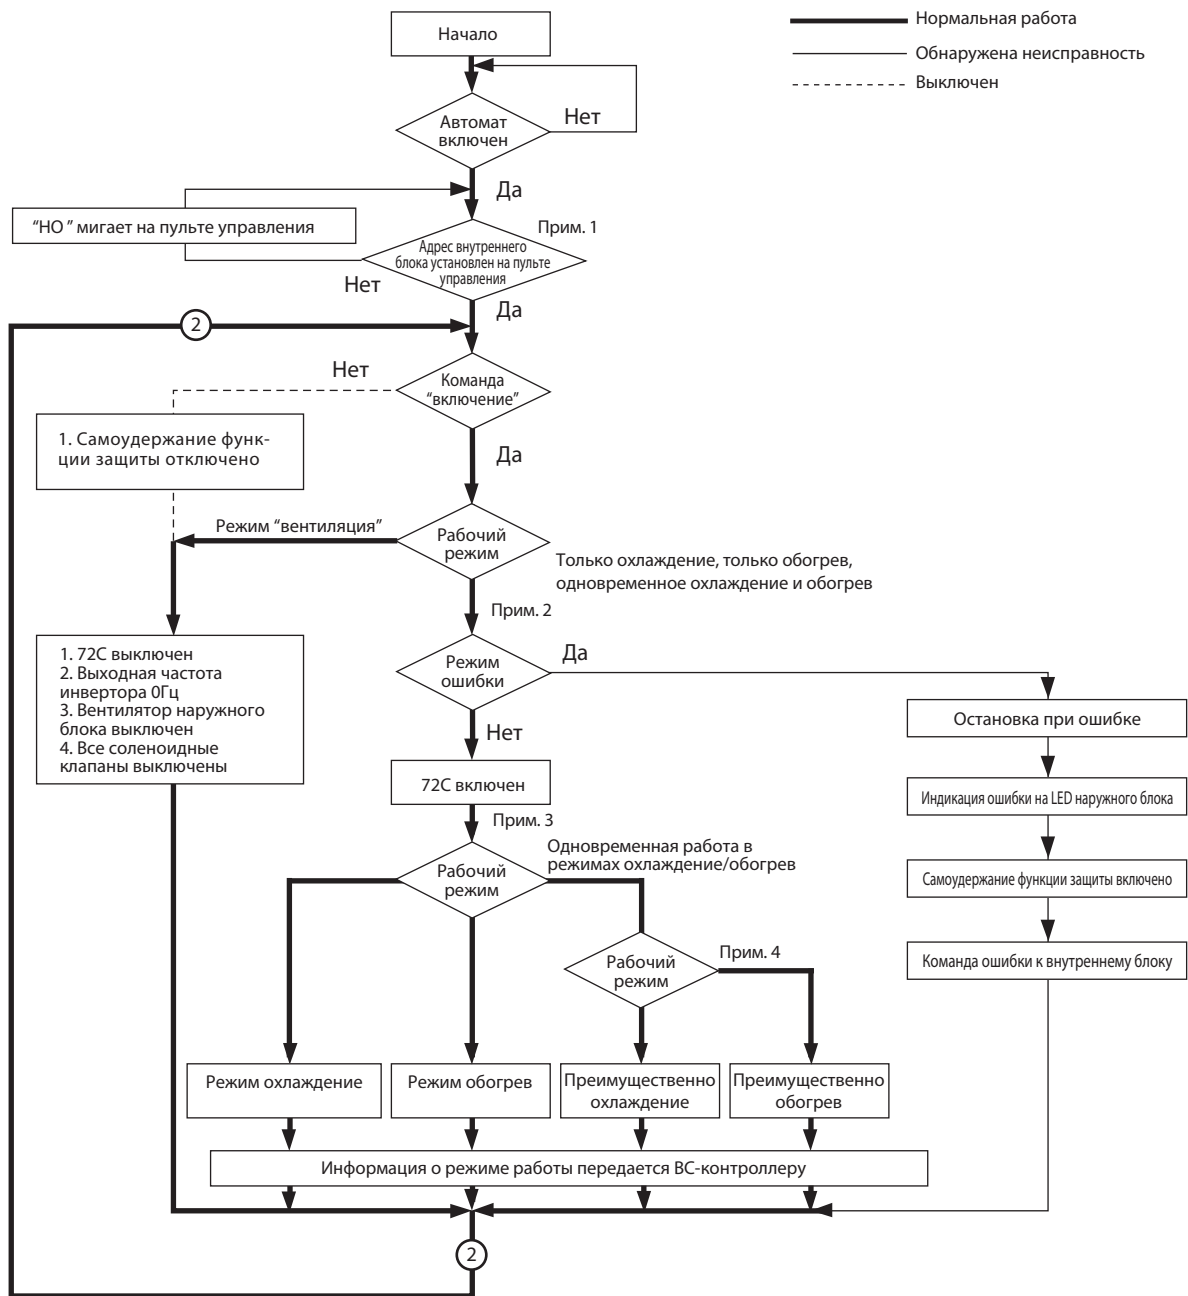 Начало
Нормальная работа
Обнаружена неисправность
Выключен
Автомат
включен
Нет
Да
“НО ” мигает на пульте управления
Прим. 1
Адрес внутреннего
блока установлен на пульте
управления
Нет
Да
2
Нет
Команда
“включение”
1. Самоудержание функ-
ции защиты отключено
Да
Режим “вентиляция”
Рабочий
режим
Только охлаждение, только обогрев,
одновременное охлаждение и обогрев
Прим. 2
1. 72C выключен
2. Выходная частота
инвертора 0Гц
3. Вентилятор наружного
блока выключен
4. Все соленоидные
клапаны выключены
Режим
ошибки
Да
Нет
Остановка при ошибке
72C включен
Индикация ошибки на LED наружного блока
Прим. 3
Рабочий
режим
Одновременная работа в
режимах охлаждение/обогрев
Самоудержание функции защиты включено
Рабочий
режим
Прим. 4
Команда ошибки к внутреннему блоку
Режим охлаждение
Режим обогрев
Преимущественно
охлаждение
Преимущественно
обогрев
Информация о режиме работы передается BC-контроллеру
2